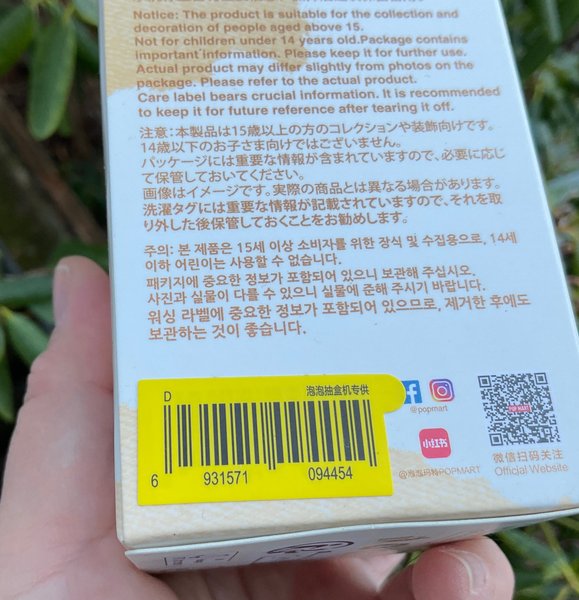 Notice: The product is suitable for the collection and
decoration of people aged above 15.
Not for children under 14 years old.Package contains
important information. Please keep it for further use.
Actual product may differ slightly from photos on the
package. Please refer to the actual product.
Care label bears crucial information. It is recommended
to keep it for future reference after tearing it off.
注意：本製品は15歳以上の方のコレクションや装飾向けです。
14歳以下のお子さま向けではございません。
パッケージには重要な情報が含まれていますので、必要に応じ
て保管しておいてください。
画像はイメージです。実際の商品とは異なる場合があります。
洗濯タグには重要な情報が記載されていますので、それを取
り外した後保管しておくことをお勧めします。
주의: 본 제품은 15세 이상 소비자를 위한 장식 및 수집용으로, 14세
이하 어린이는 사용할 수 없습니다.
패키지에 중요한 정보가 포함되어 있으니 보관해 주십시오.
사진과 실물이 다를 수 있으니 실물에 준해 주시기 바랍니다.
워싱 라벨에 중요한 정보가 포함되어 있으므로, 제거한 후에도
보관하는 것이 좋습니다.
D
泡泡抽盒机专供
6 931571 094454
@popmart
小红书
@泡泡玛特POPMART
POP MART
微信扫码关注
Official Website